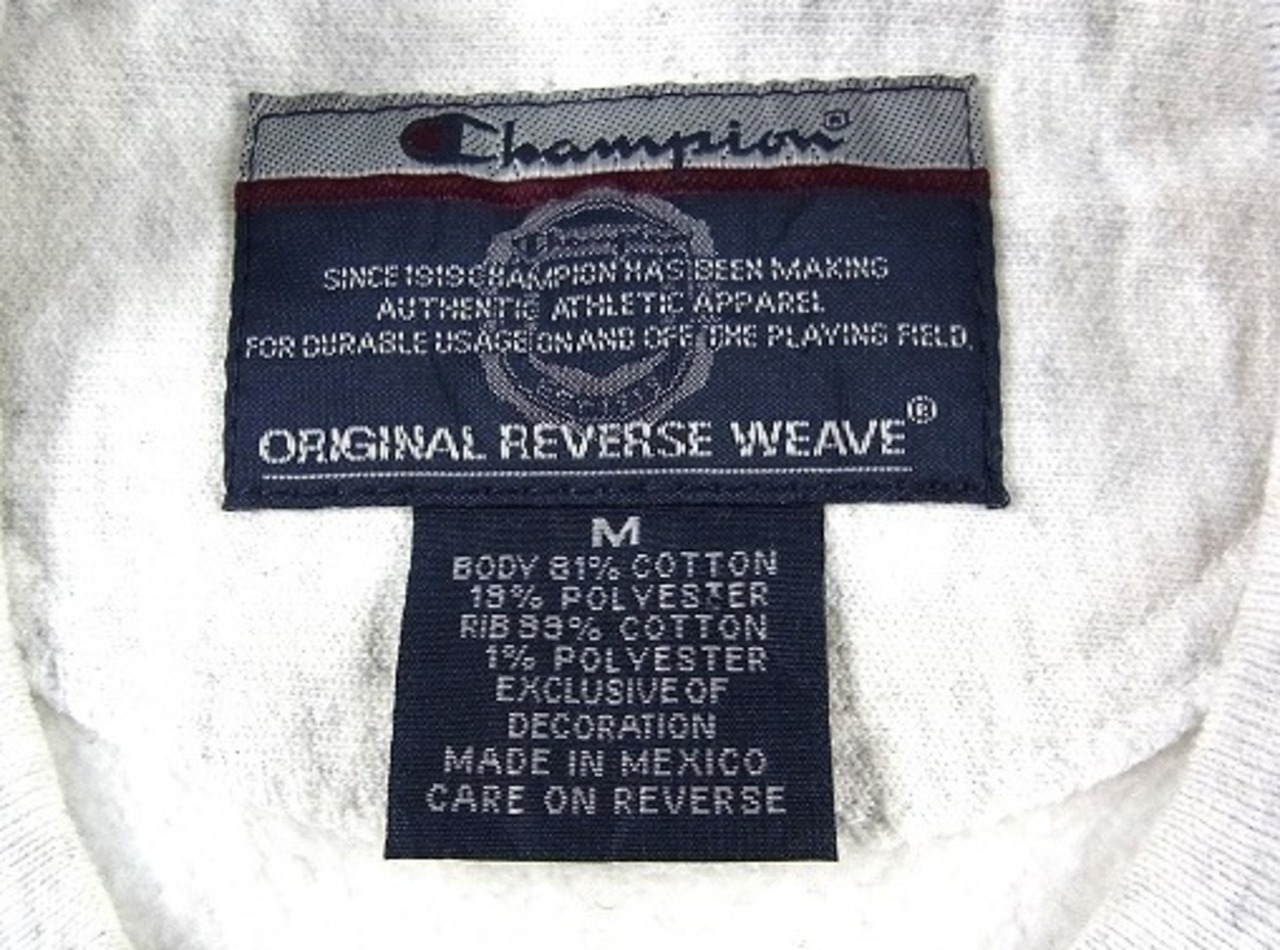 Champion®
Champion
SINCE 1919 CHAMPION HAS BEEN MAKING
AUTHENTIC ATHLETIC APPAREL
FOR DURABLE USAGE ON AND OFF THE PLAYING FIELD.
ORIGINAL REVERSE WEAVE®
M
BODY 81% COTTON
19% POLYESTER
RIB 99% COTTON
1% POLYESTER
EXCLUSIVE OF
DECORATION
MADE IN MEXICO
CARE ON REVERSE